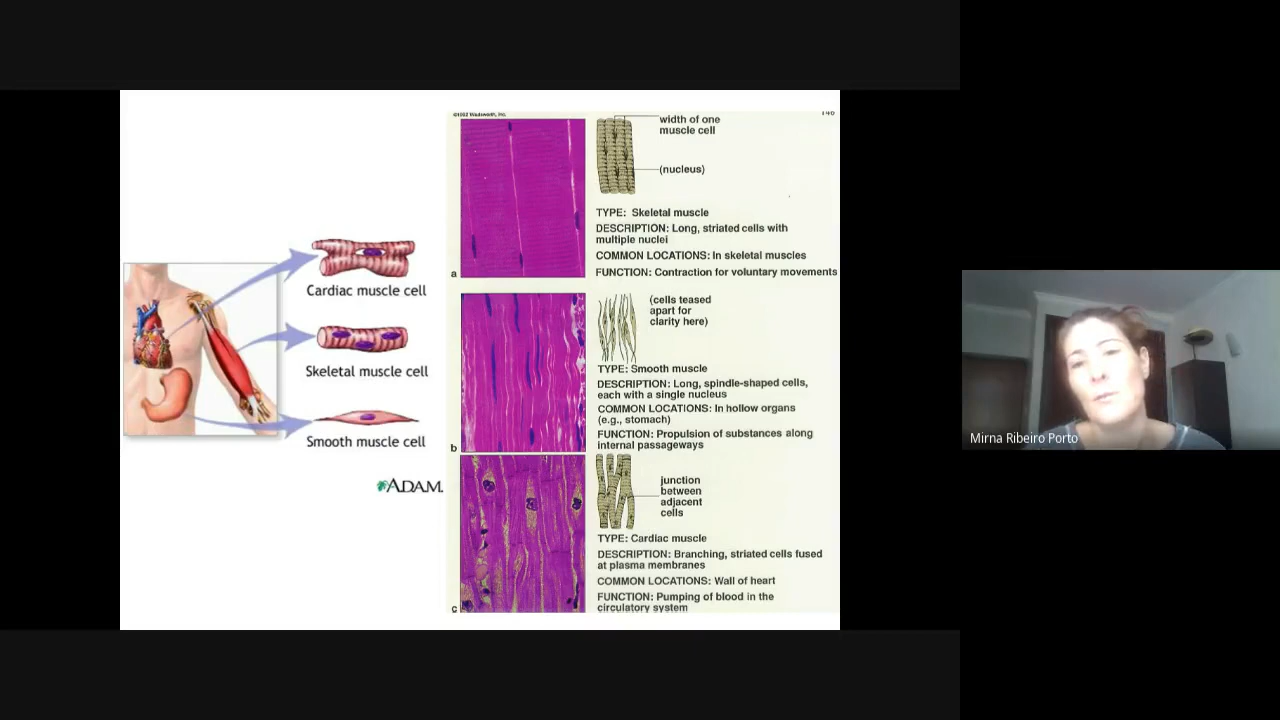 ©1992 Wadsworth, Inc.
140
width of one
muscle cell
(nucleus)
TYPE: Skeletal muscle
DESCRIPTION: Long, striated cells with
multiple nuclei
COMMON LOCATIONS: In skeletal muscles
FUNCTION: Contraction for voluntary movements
a
(cells teased
apart for
clarity here)
TYPE: Smooth muscle
DESCRIPTION: Long, spindle-shaped cells,
each with a single nucleus
COMMON LOCATIONS: In hollow organs
(e.g., stomach)
FUNCTION: Propulsion of substances along
internal passageways
b
junction
between
adjacent
cells
TYPE: Cardiac muscle
DESCRIPTION: Branching, striated cells fused
at plasma membranes
COMMON LOCATIONS: Wall of heart
FUNCTION: Pumping of blood in the
circulatory system
c
Cardiac muscle cell
Skeletal muscle cell
Smooth muscle cell
ADAM.
Mirna Ribeiro Porto